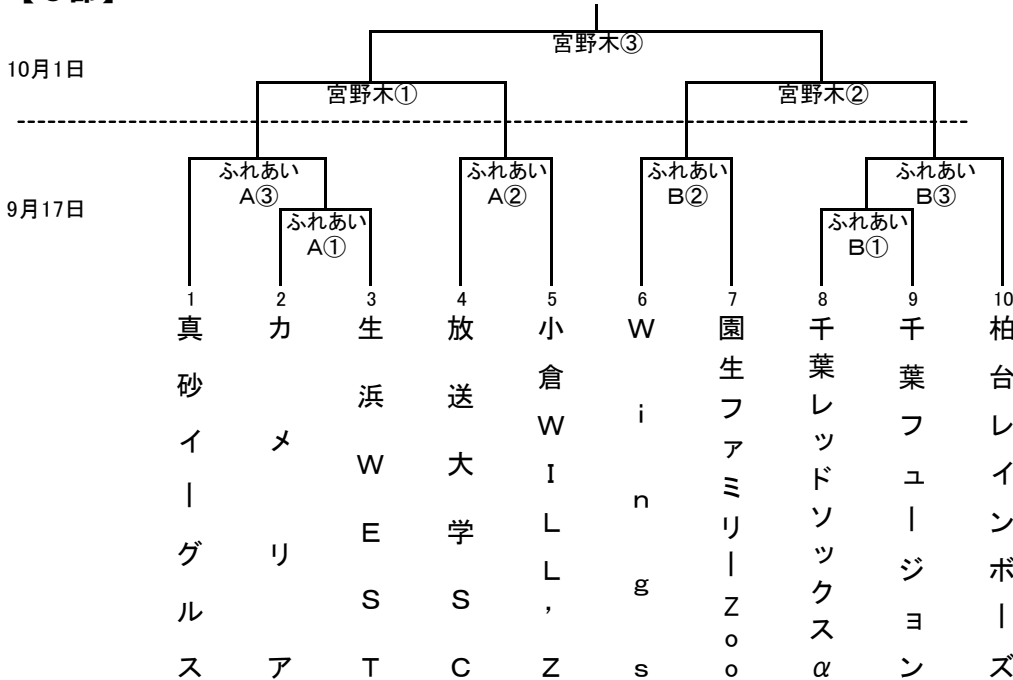 宮野木③
10月1日
宮野木①
宮野木②
ふれあい
A③
ふれあい
A②
ふれあい
B②
ふれあい
B③
9月17日
ふれあい
A①
ふれあい
B①
1
2
3
4
5
6
7
8
9
10
真砂イーグルス
カメリア
生浜WEST
放送大学SC
小倉WILL’Z
Wings
園生ファミリーZoo
千葉レッドソックスα
千葉フュージョン
柏台レインボーズ